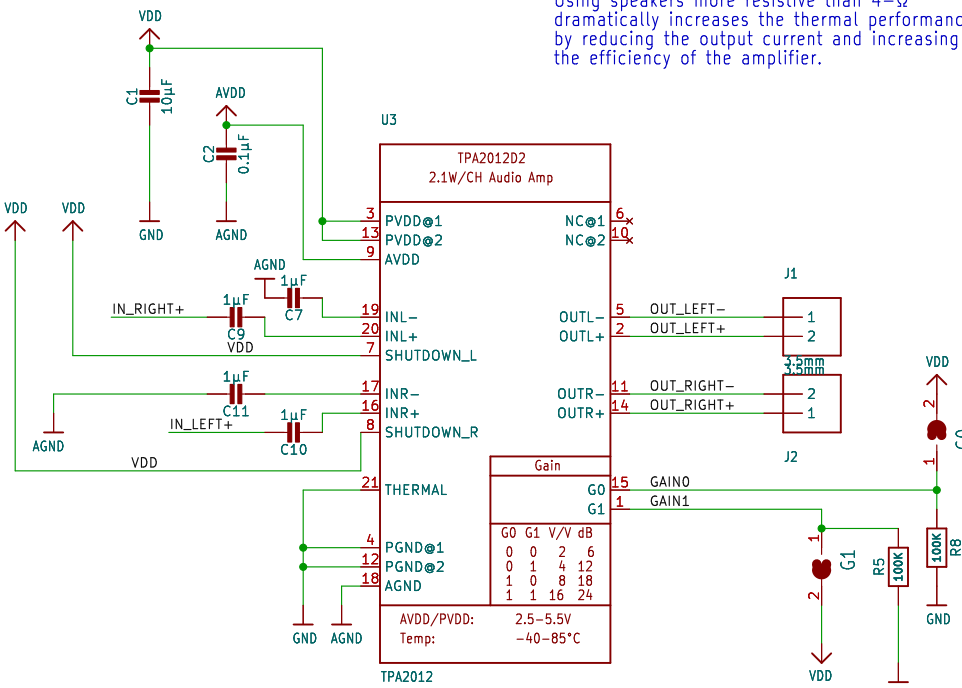 Using speakers more resistive than 4-Ω
dramatically increases the thermal performanc
by reducing the output current and increasing
the efficiency of the amplifier.
VDD
C1
10µF
AVDD
C2
0.1µF
GND
AGND
VDD
VDD
U3
TPA2012D2
2.1W/CH Audio Amp
3 PVDD@1
13 PVDD@2
9 AVDD
NC@1 6
NC@2 10
AGND
1µF
C7
IN_RIGHT+
1µF
C9
19 INL-
20 INL+
VDD
7 SHUTDOWN_L
OUTL- 5 OUT_LEFT-
OUTL+ 2 OUT_LEFT+
J1
1
2
3.5mm
3.5mm
1µF
C11
AGND
17 INR-
16 INR+
IN_LEFT+
1µF
C10
8 SHUTDOWN_R
VDD
OUTR- 11 OUT_RIGHT-
OUTR+ 14 OUT_RIGHT+
2
1
J2
VDD
2
1
21 THERMAL
4 PGND@1
12 PGND@2
18 AGND
GND
AGND
Gain
G0 15 GAIN0
G1 1 GAIN1
G0 G1 V/V dB
0 0 2 6
0 1 4 12
1 0 8 18
1 1 16 24
AVDD/PVDD: 2.5-5.5V
Temp: -40-85°C
TPA2012
1
G1
2
VDD
R5
100K
100K
R8
GND